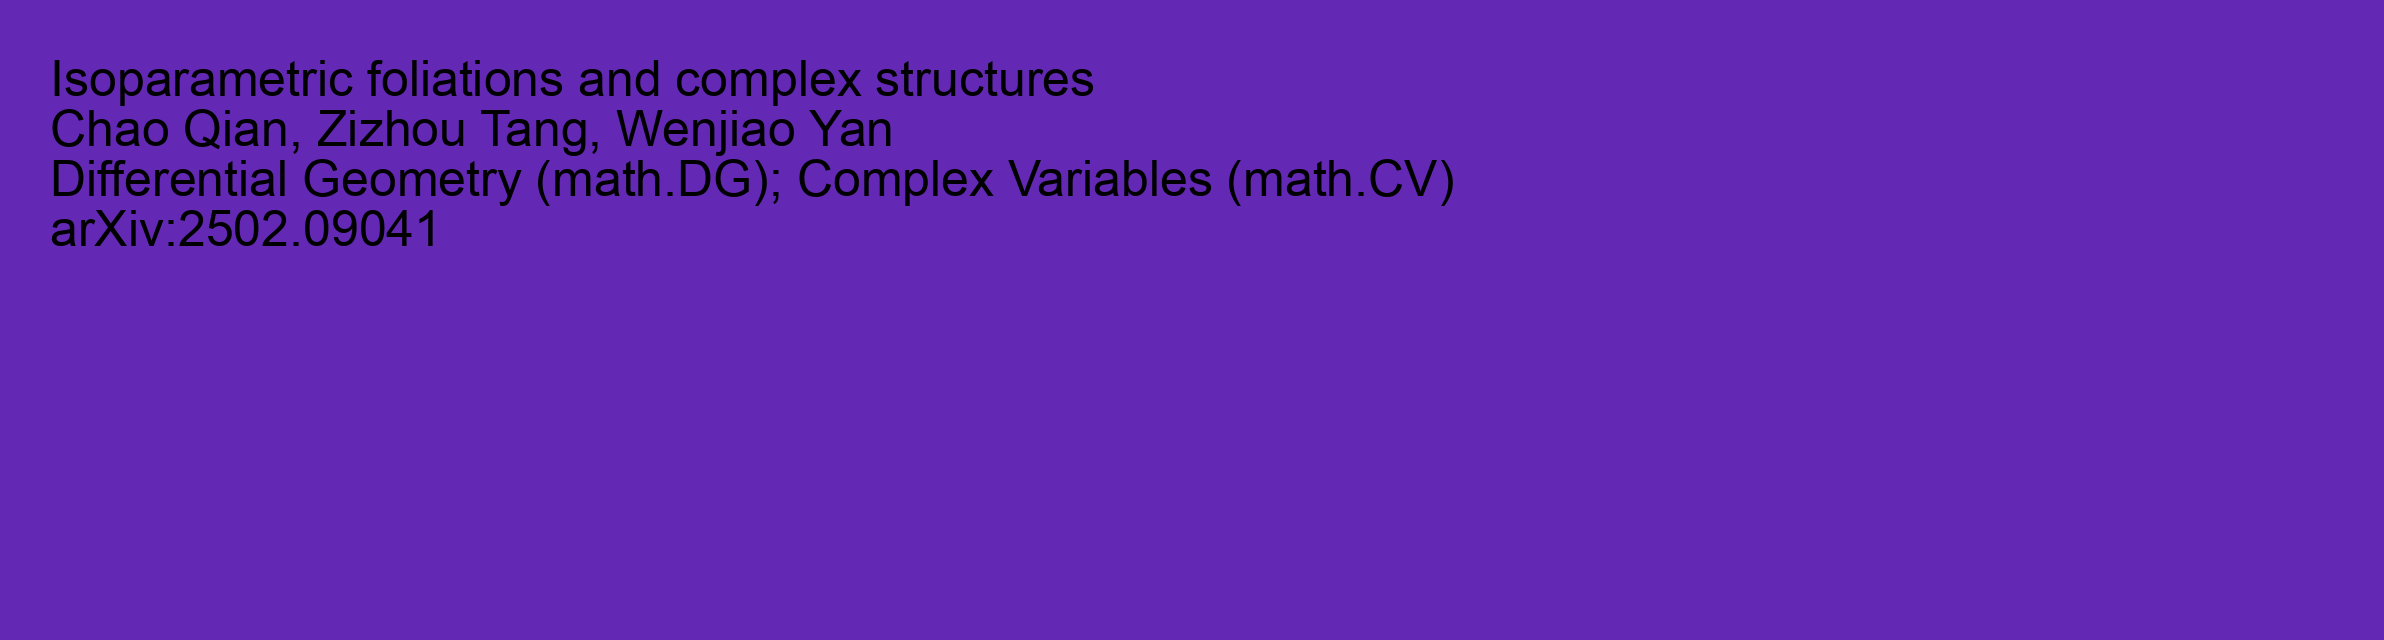 Isoparametric foliations and complex structures
Chao Qian, Zizhou Tang, Wenjiao Yan
Differential Geometry (math.DG); Complex Variables (math.CV)
arXiv:2502.09041